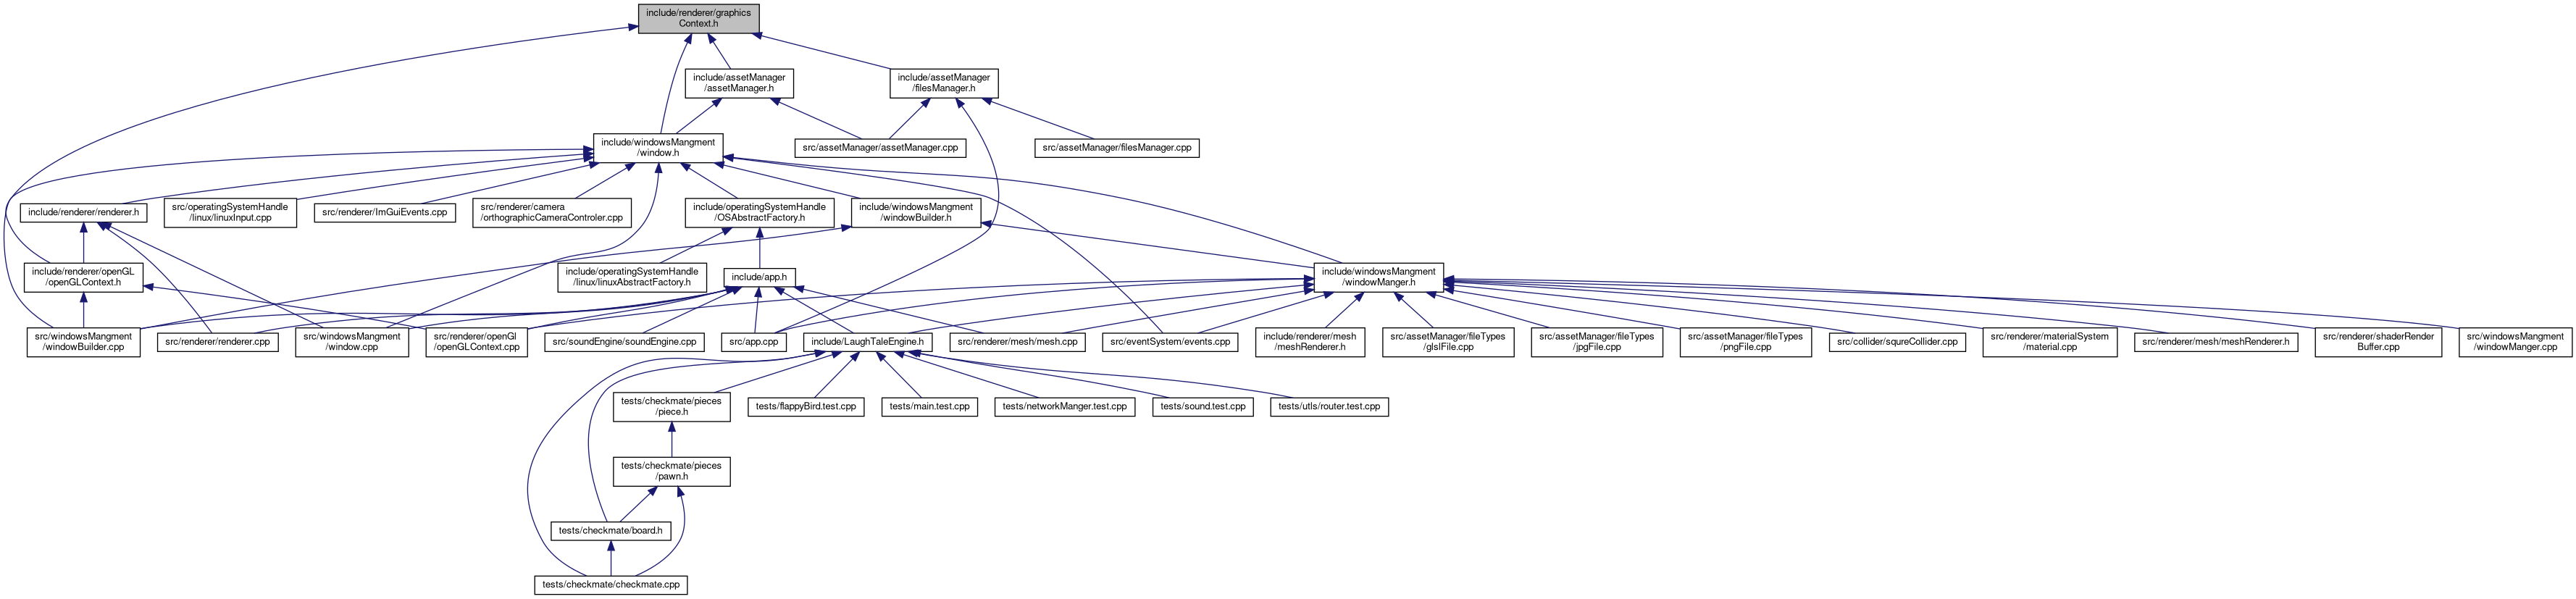 include/renderer/graphics
Context.h
include/assetManager
/assetManager.h
include/assetManager
/filesManager.h
include/windowsMangment
/window.h
src/assetManager/assetManager.cpp
src/assetManager/filesManager.cpp
include/renderer/renderer.h
src/operatingSystemHandle
/linux/linuxInput.cpp
src/renderer/ImGuiEvents.cpp
src/renderer/camera
/orthographicCameraControler.cpp
include/operatingSystemHandle
/OSAbstractFactory.h
include/windowsMangment
/windowBuilder.h
include/renderer/openGL
/openGLContext.h
include/operatingSystemHandle
/linux/linuxAbstractFactory.h
include/app.h
include/windowsMangment
/windowManger.h
src/windowsMangment
/windowBuilder.cpp
src/renderer/renderer.cpp
src/windowsMangment
/window.cpp
src/renderer/openGl
/openGLContext.cpp
src/soundEngine/soundEngine.cpp
src/app.cpp
include/LaughTaleEngine.h
src/renderer/mesh/mesh.cpp
src/eventSystem/events.cpp
include/renderer/mesh
/meshRenderer.h
src/assetManager/fileTypes
/glslFile.cpp
src/assetManager/fileTypes
/jpgFile.cpp
src/assetManager/fileTypes
/pngFile.cpp
src/collider/squreCollider.cpp
src/renderer/materialSystem
/material.cpp
src/renderer/mesh/meshRenderer.h
src/renderer/shaderRender
Buffer.cpp
src/windowsMangment
/windowManger.cpp
tests/checkmate/pieces
/piece.h
tests/flappyBird.test.cpp
tests/main.test.cpp
tests/networkManger.test.cpp
tests/sound.test.cpp
tests/utls/router.test.cpp
tests/checkmate/pieces
/pawn.h
tests/checkmate/board.h
tests/checkmate/checkmate.cpp